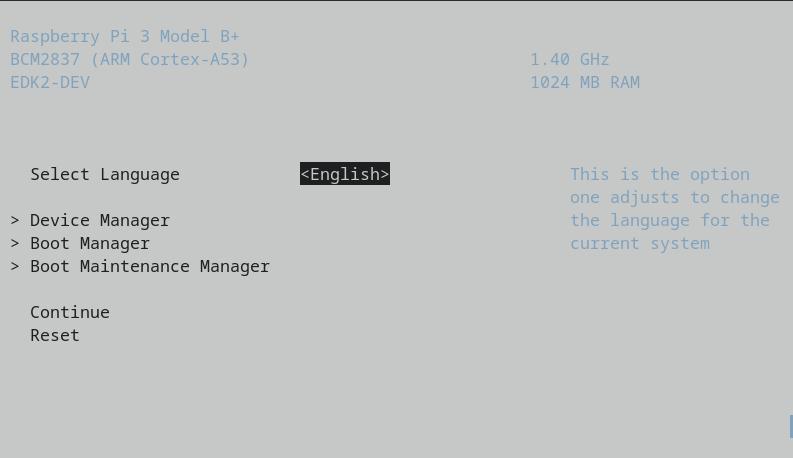 Raspberry Pi 3 Model B+
BCM2837 (ARM Cortex-A53) 1.40 GHz
EDK2-DEV 1024 MB RAM
Select Language <English>
This is the option
one adjusts to change
the language for the
current system
> Device Manager
> Boot Manager
> Boot Maintenance Manager
Continue
Reset